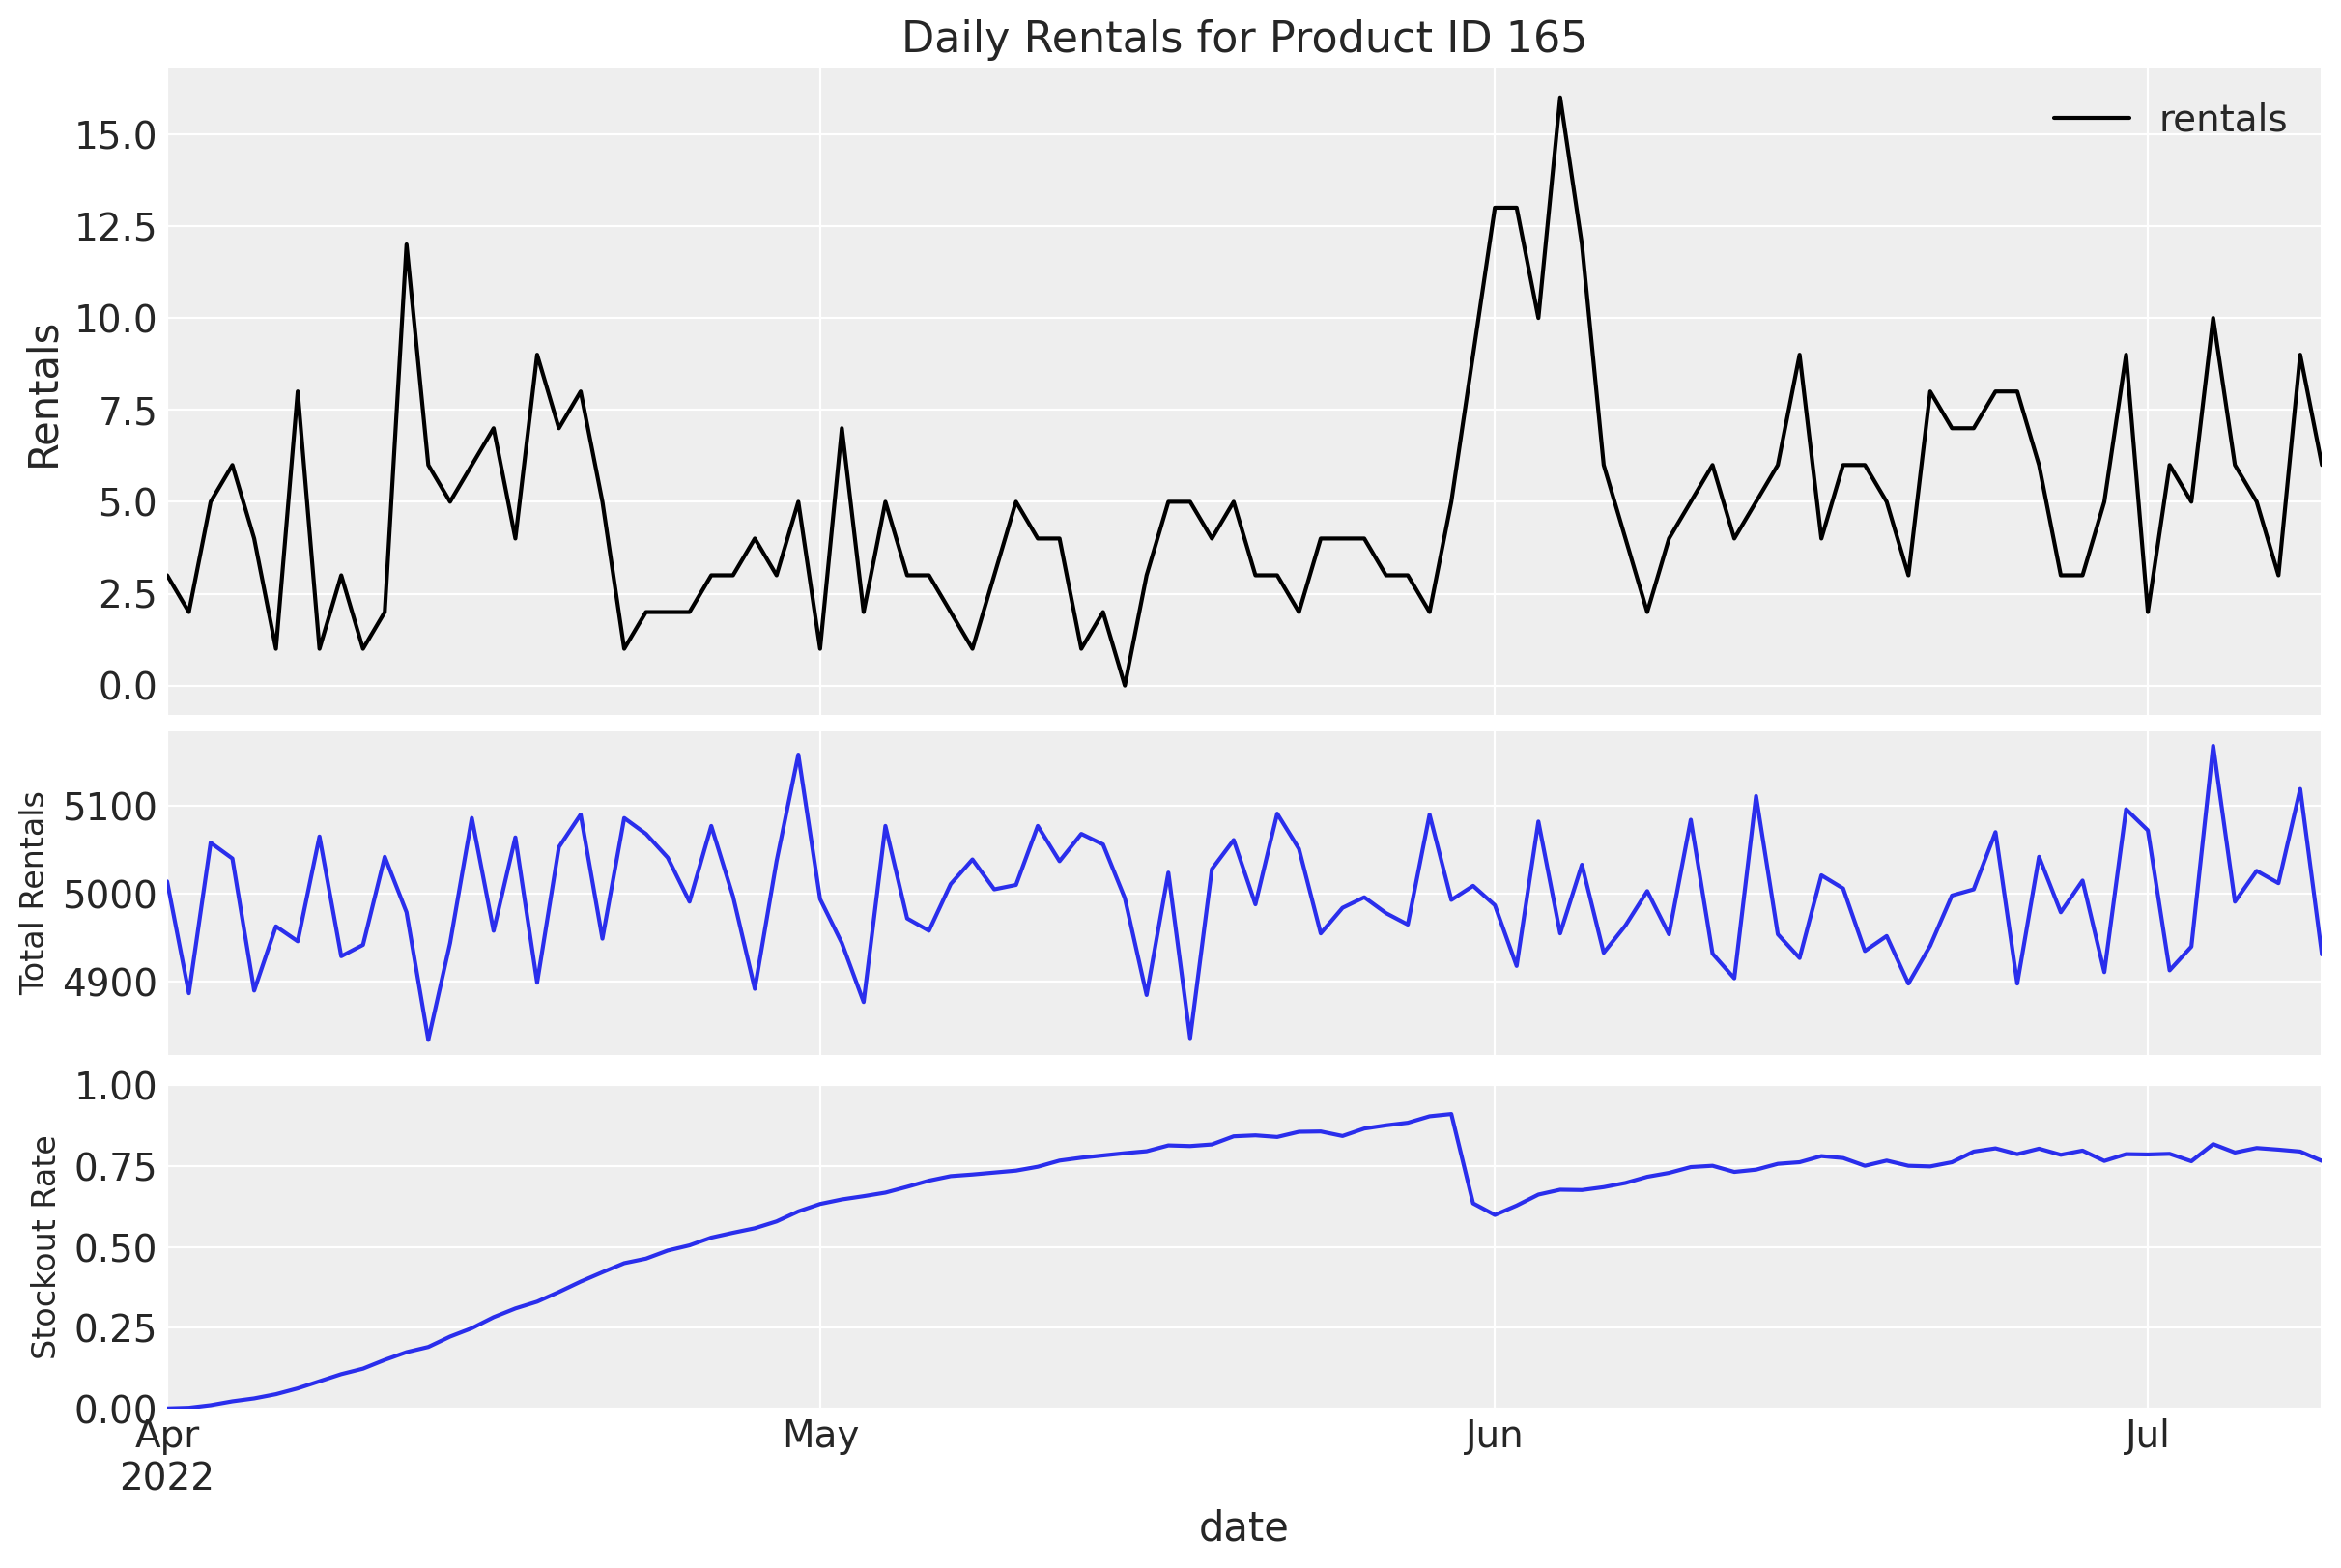 Daily Rentals for Product ID 165
rentals
Rentals
15.0
12.5
10.0
7.5
5.0
2.5
0.0
Total Rentals
5100
5000
4900
Stockout Rate
1.00
0.75
0.50
0.25
0.00
Apr May Jun Jul
2022
date